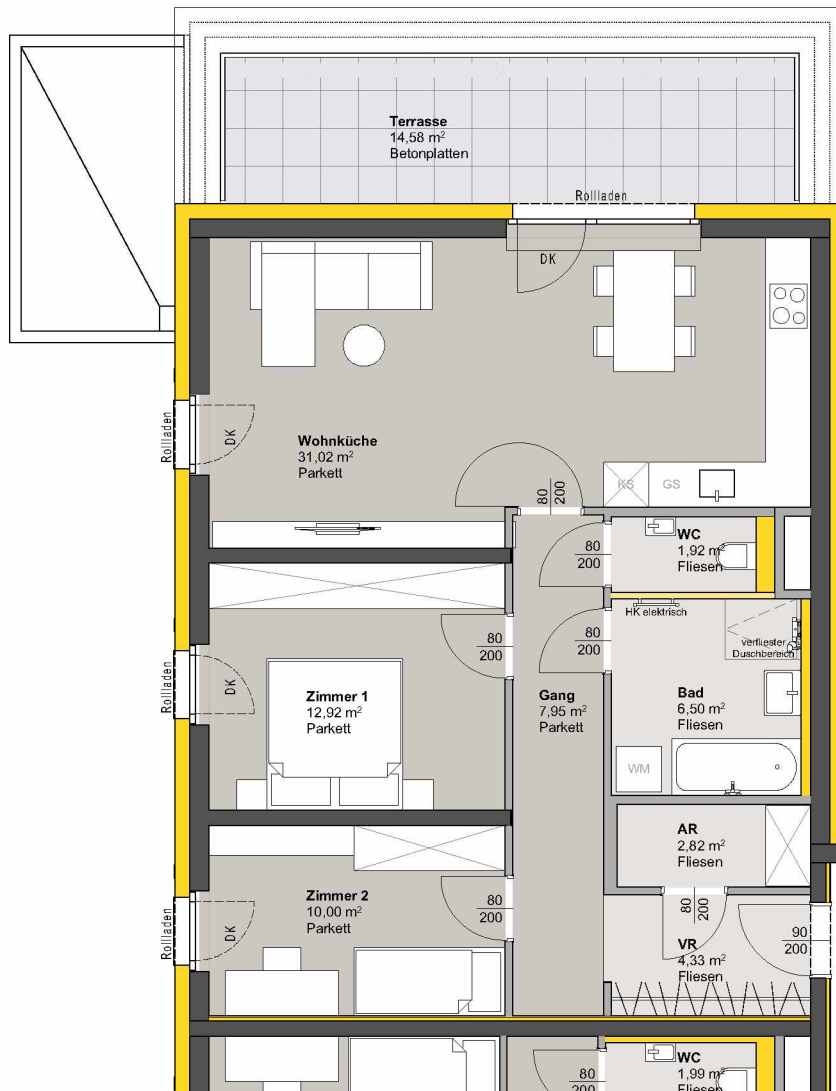 Terrasse
14,58 m²
Betonplatten
Rollladen
DK
Rollladen
DK
Wohnküche
31,02 m²
Parkett
KS
GS
80
200
WC
1,92 m²
Fliesen
80
200
HK elektrisch
verfliester
Duschbereich
80
200
80
200
Rollladen
DK
Zimmer 1
12,92 m²
Parkett
Gang
7,95 m²
Parkett
Bad
6,50 m²
Fliesen
WM
AR
2,82 m²
Fliesen
Zimmer 2
10,00 m²
Parkett
80
200
80
200
Rollladen
DK
VR
4,33 m²
Fliesen
90
200
WC
1,99 m²
Fliesen
80
200